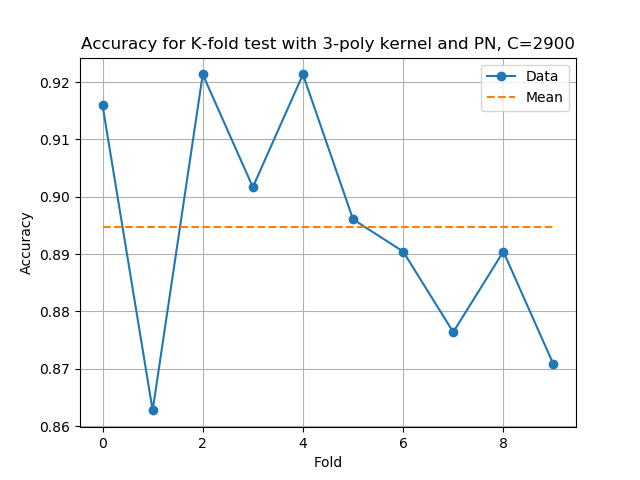 Accuracy for K-fold test with 3-poly kernel and PN, C=2900
Data
Mean
0.92
0.91
0.90
0.89
0.88
0.87
0.86
Accuracy
0 2 4 6 8
Fold